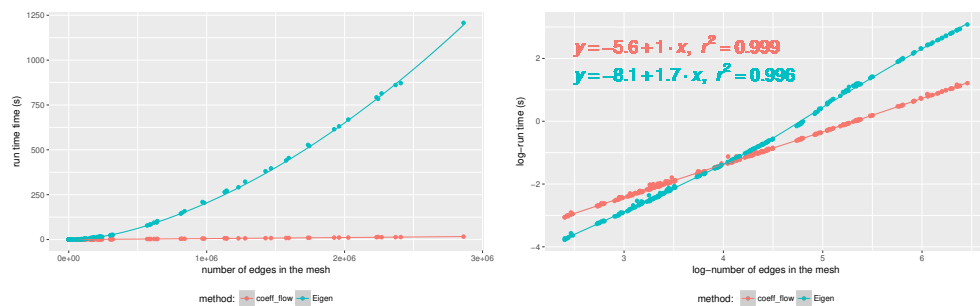 1250
1000
750
500
250
0
run time time (s)
0e+00
1e+06
2e+06
3e+06
number of edges in the mesh
method: coeff_flow Eigen
y = −5.6 + 1 · x, r² = 0.999
y = −8.1 + 1.7 · x, r² = 0.996
2
0
−2
−4
log−run time (s)
3
4
5
6
log−number of edges in the mesh
method: coeff_flow Eigen